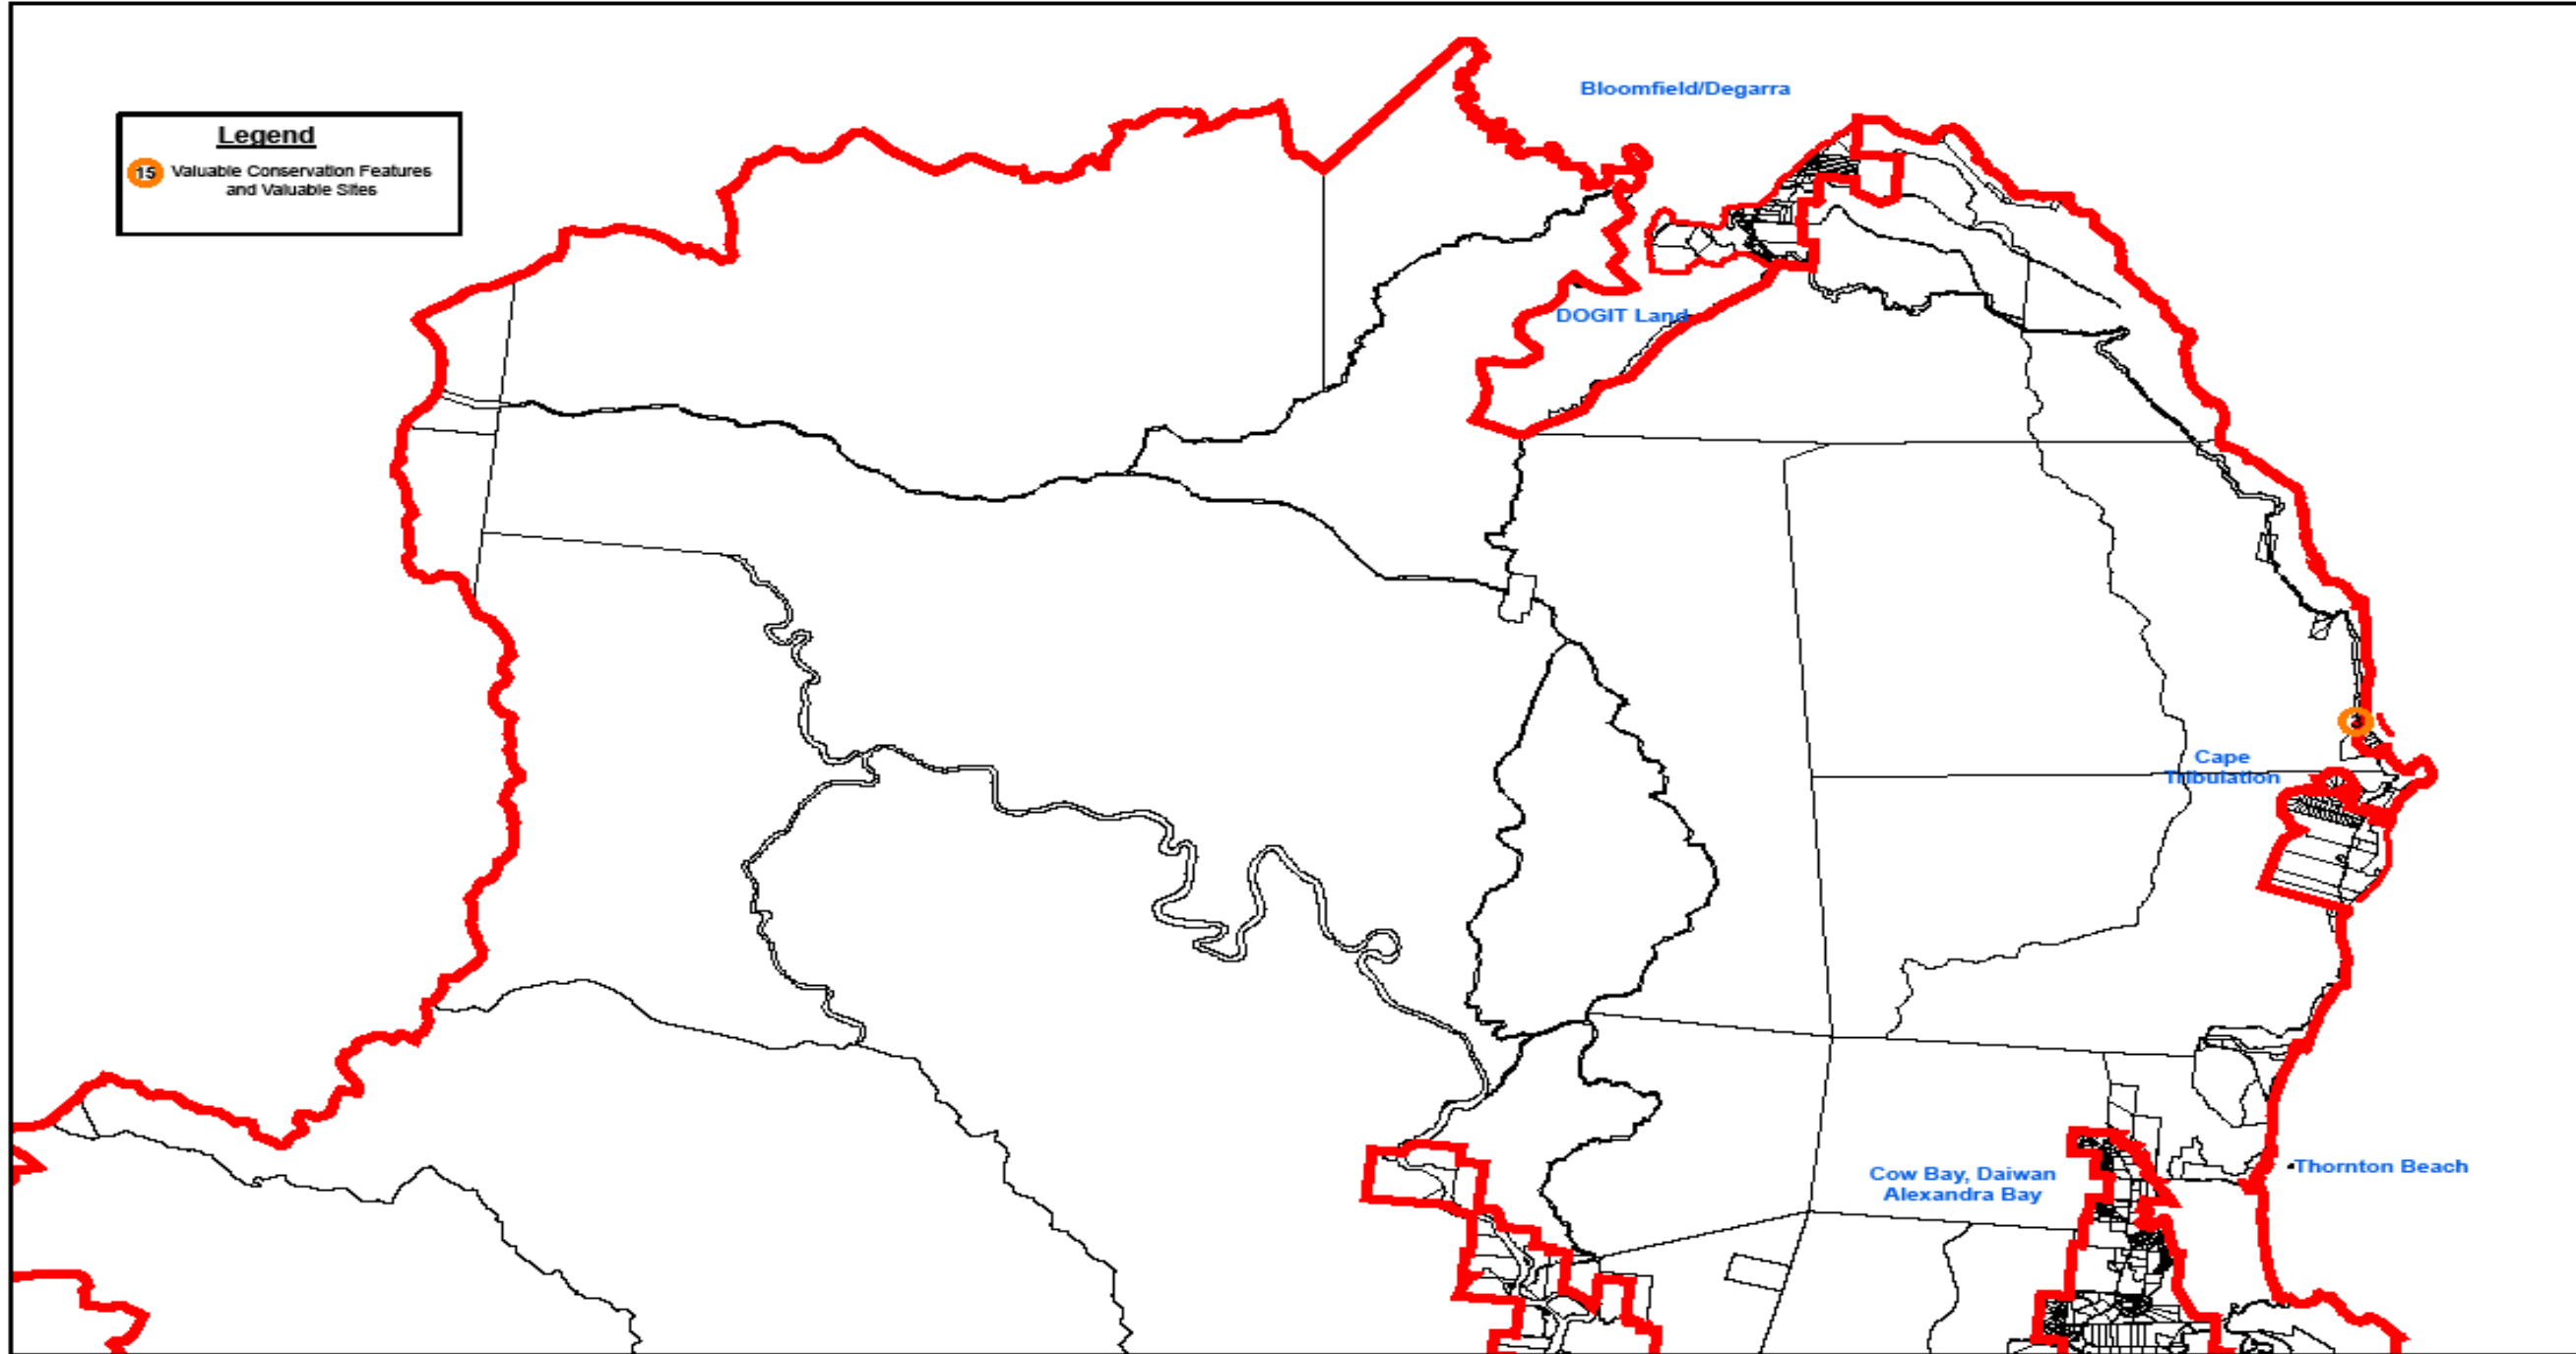 Bloomfield/Degarra
Legend
15 Valuable Conservation Features
and Valuable Sites
DOGIT Land
3
Cape
Tribulation
Cow Bay, Daiwan
Alexandra Bay
Thornton Beach